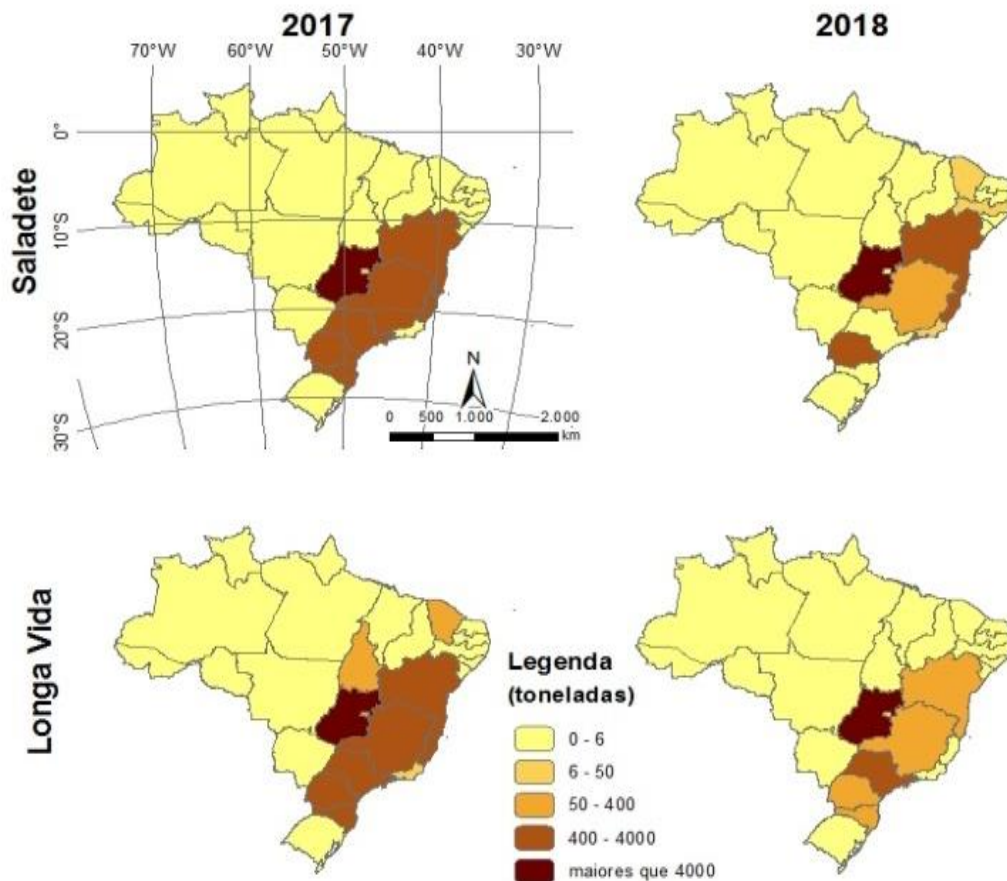 2017
2018
70°W 60°W 50°W 40°W 30°W
0°
10°S
20°S
30°S
Saladete
N
0 500 1.000 2.000
km
Longa Vida
Legenda
(toneladas)
0 - 6
6 - 50
50 - 400
400 - 4000
maiores que 4000